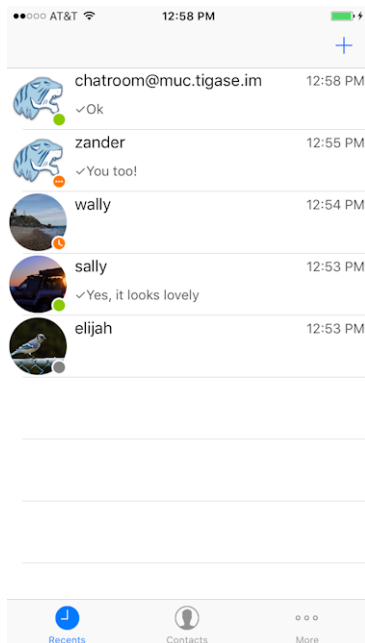 AT&T 12:58 PM
chatroom@muc.tigase.im 12:58 PM
✓Ok
zander 12:55 PM
✓You too!
wally 12:54 PM
sally 12:53 PM
✓Yes, it looks lovely
elijah 12:53 PM
Recents Contacts More